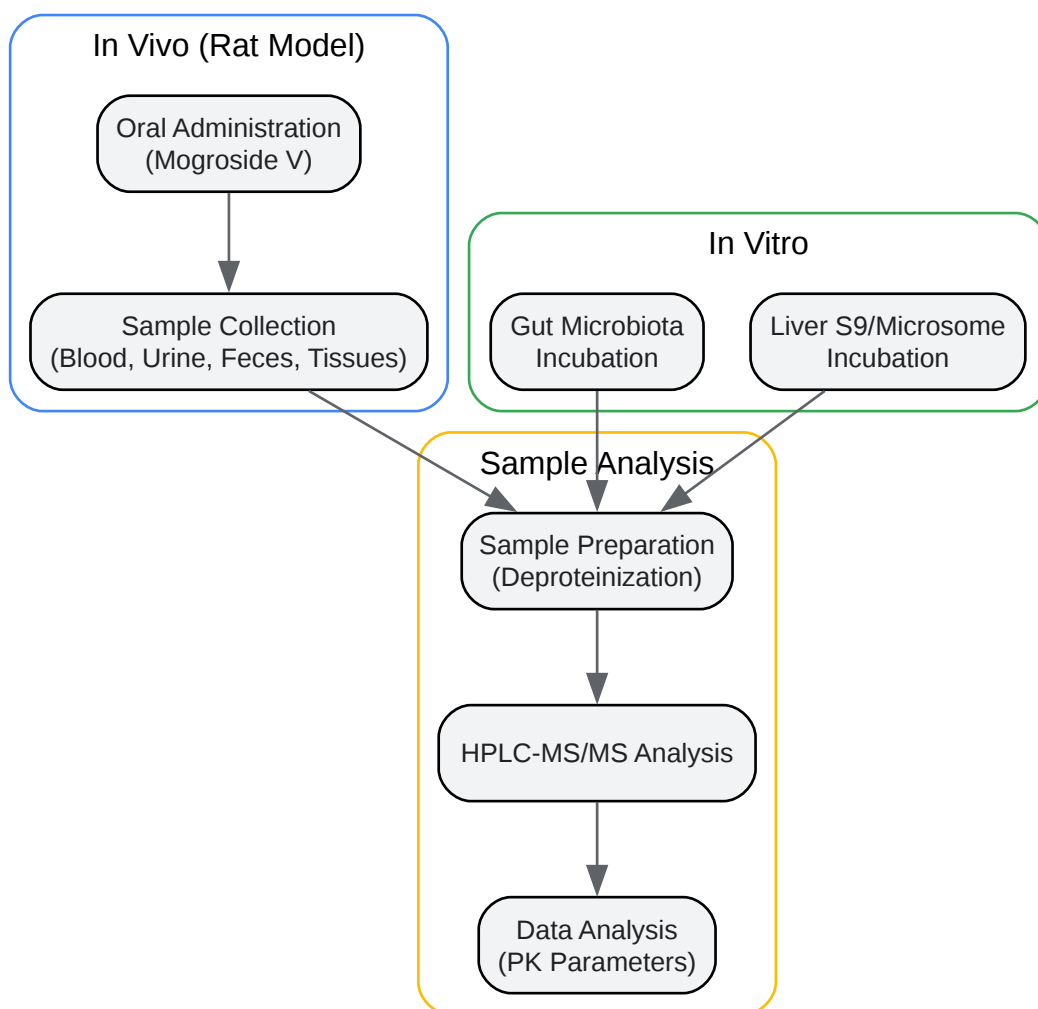 In Vivo (Rat Model)
Oral Administration
(Mogroside V)
Sample Collection
(Blood, Urine, Feces, Tissues)
In Vitro
Gut Microbiota
Incubation
Liver S9/Microsome
Incubation
Sample Analysis
Sample Preparation
(Deproteinization)
HPLC-MS/MS Analysis
Data Analysis
(PK Parameters)